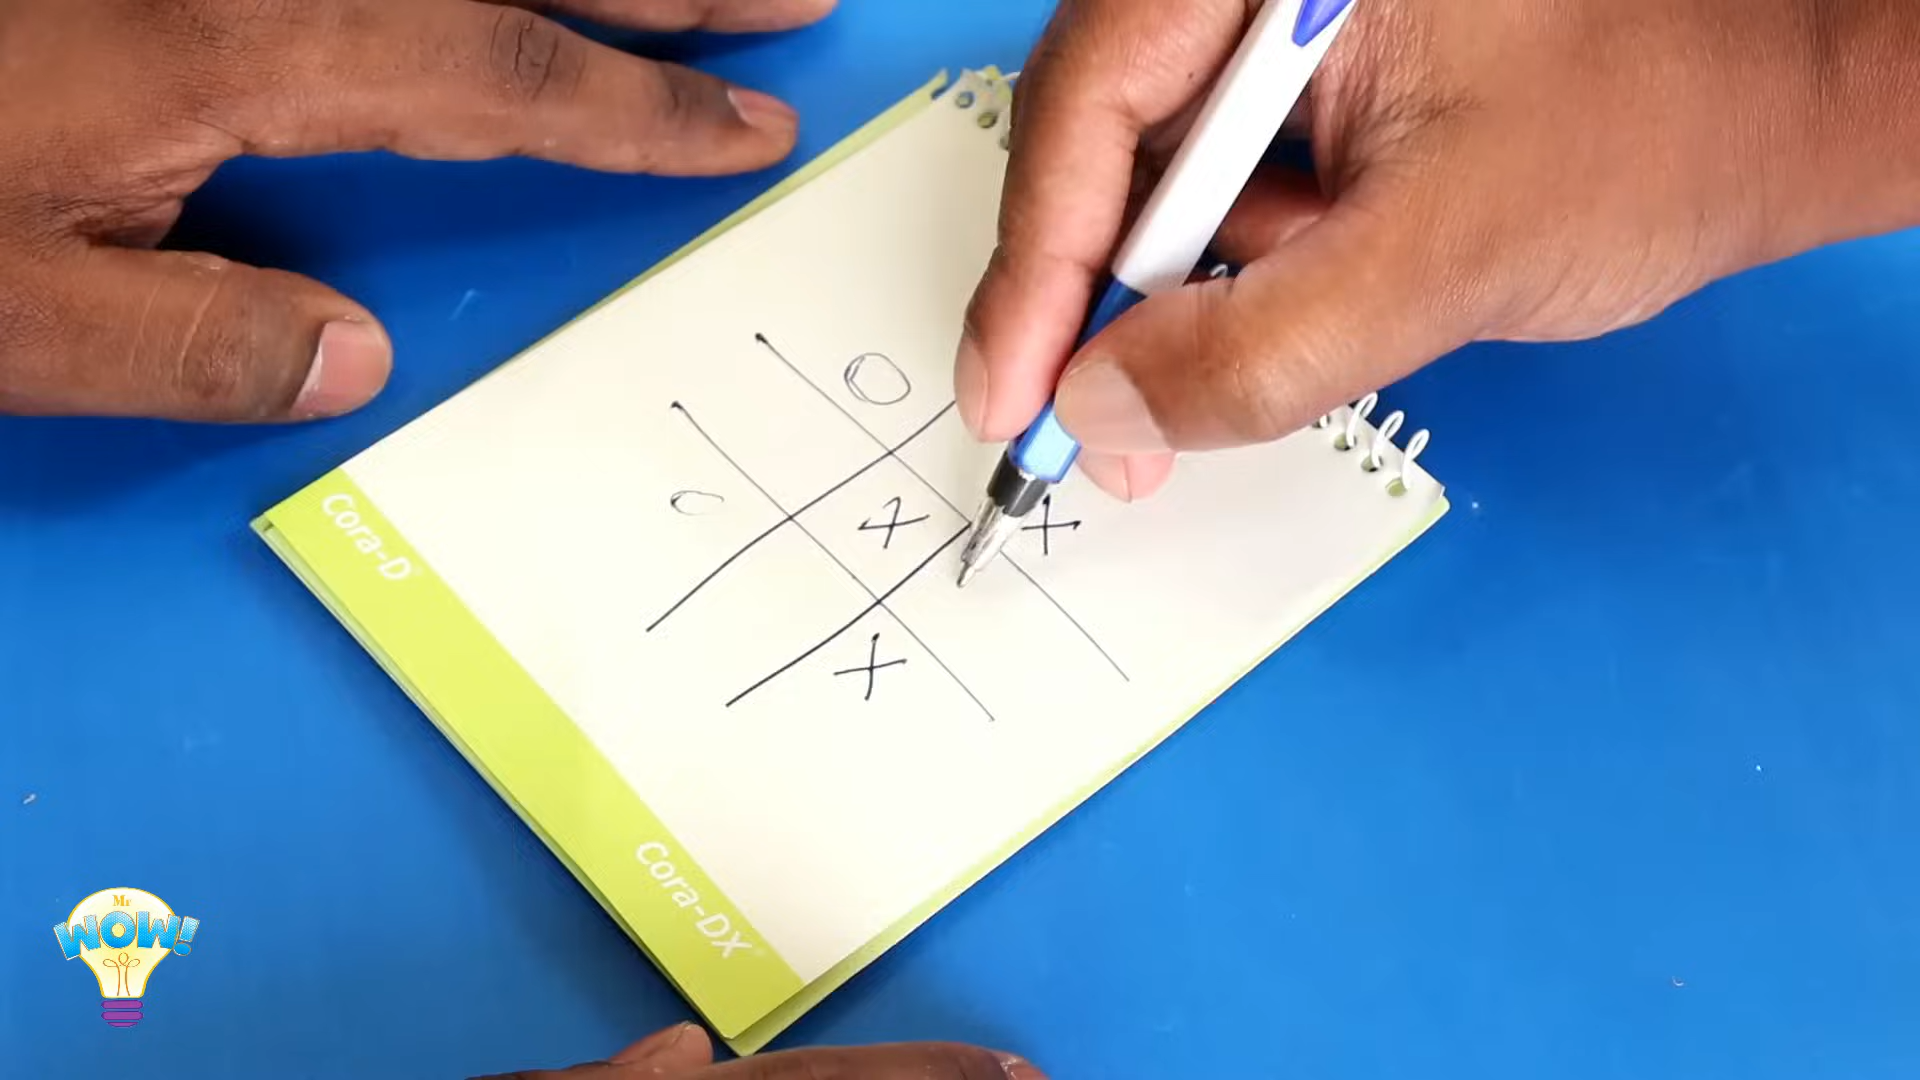 O
O X X
X
Cora-D
Cora-DX
Mr
WOW!